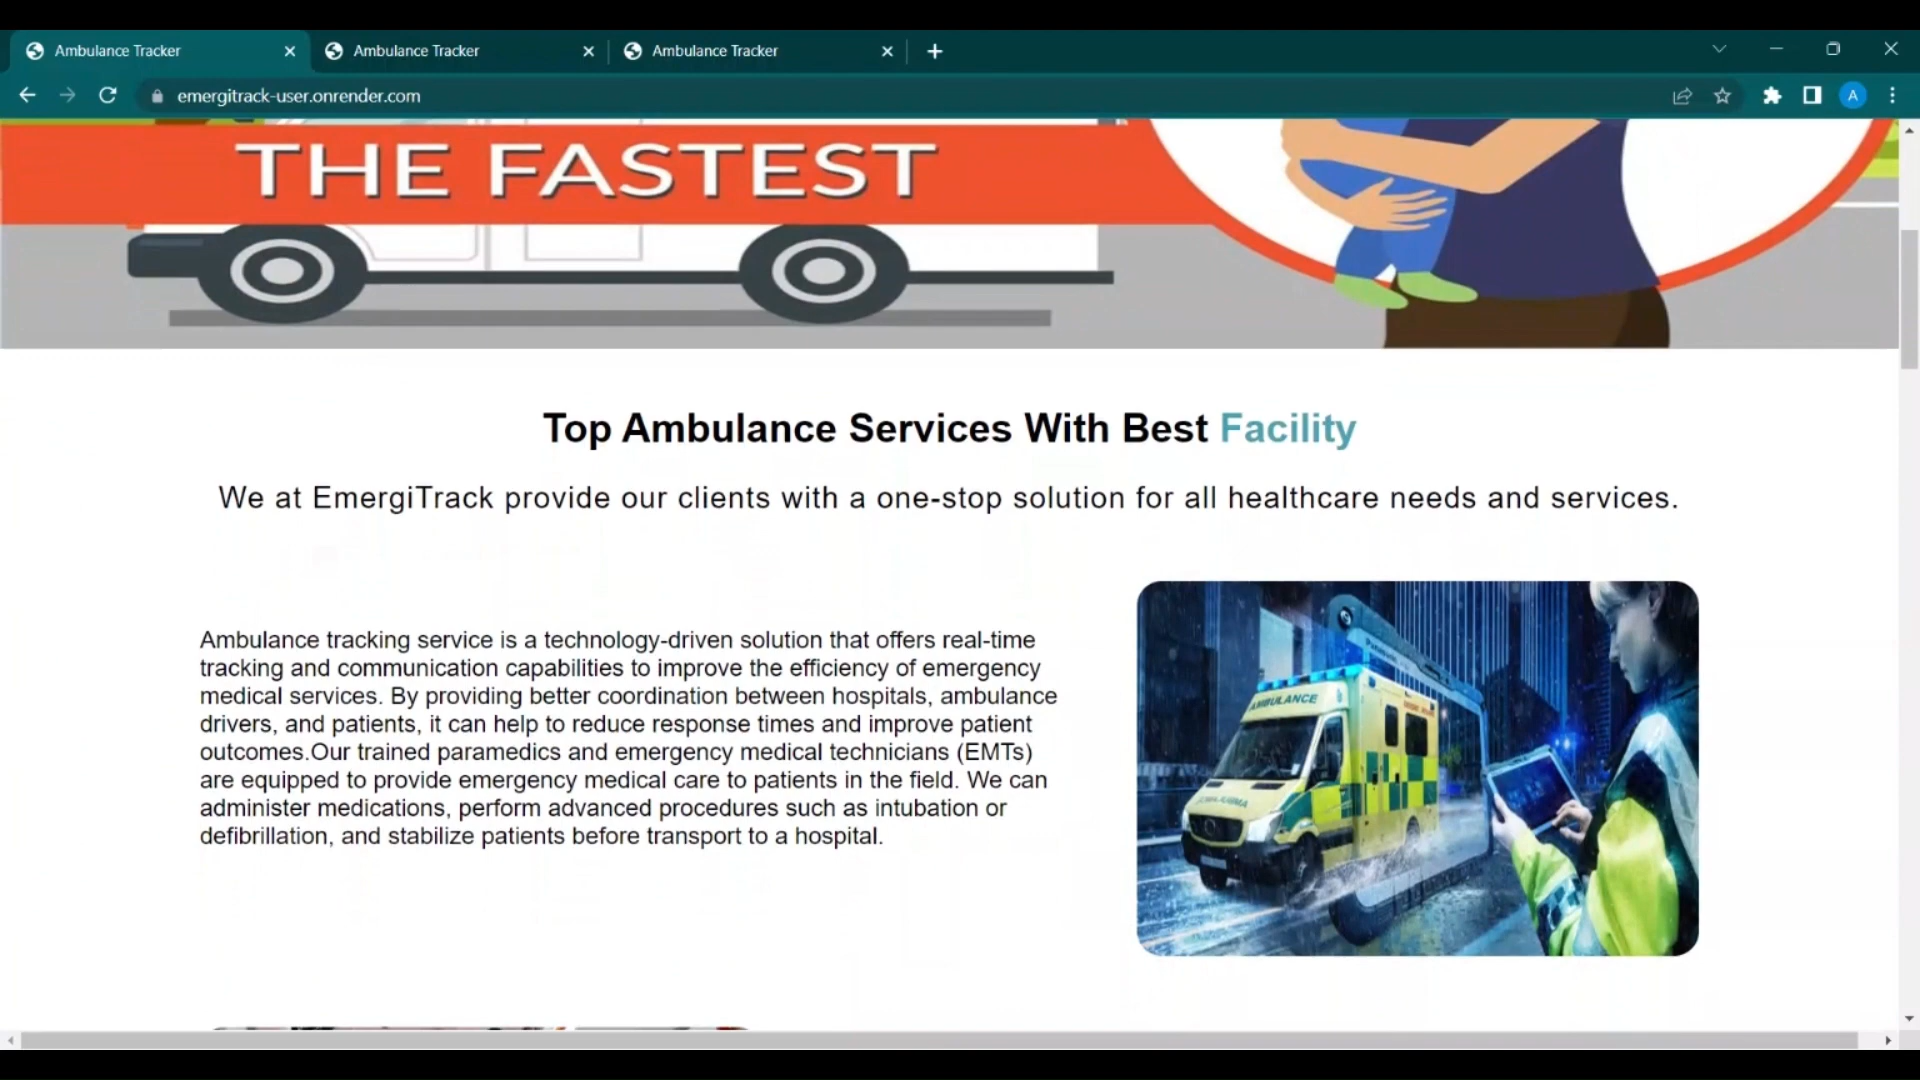 Ambulance Tracker
Ambulance Tracker
Ambulance Tracker
emergitrack-user.onrender.com
A
THE FASTEST
Top Ambulance Services With Best Facility
We at EmergiTrack provide our clients with a one-stop solution for all healthcare needs and services.
Ambulance tracking service is a technology-driven solution that offers real-time
tracking and communication capabilities to improve the efficiency of emergency
medical services. By providing better coordination between hospitals, ambulance
drivers, and patients, it can help to reduce response times and improve patient
outcomes.Our trained paramedics and emergency medical technicians (EMTs)
are equipped to provide emergency medical care to patients in the field. We can
administer medications, perform advanced procedures such as intubation or
defibrillation, and stabilize patients before transport to a hospital.
AMBULANCE